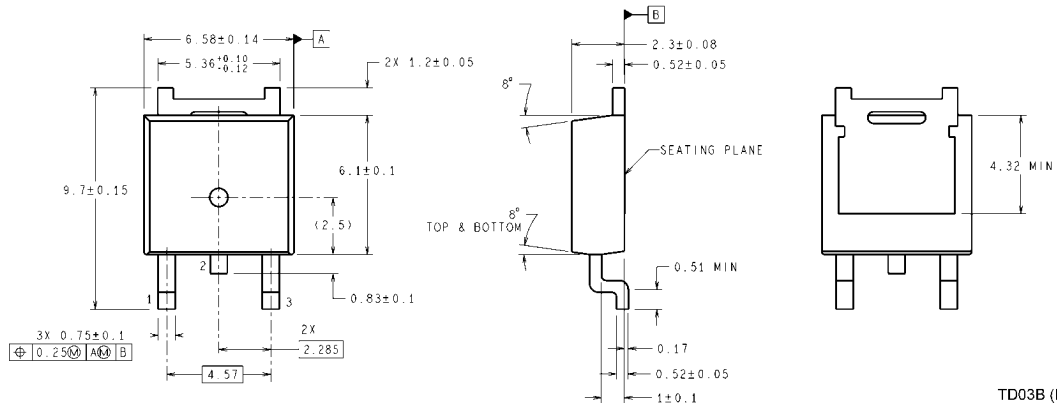 6.58±0.14
A
5.36 +0.10 -0.12
2X 1.2±0.05
9.7±0.15
6.1±0.1
(2.5)
2
0.83±0.1
1
3
3X 0.75±0.1
⌖ 0.25Ⓜ AⓂ B
2X
2.285
4.57
B
2.3±0.08
0.52±0.05
8°
SEATING PLANE
8°
TOP & BOTTOM
0.51 MIN
0.17
0.52±0.05
1±0.1
4.32 MIN
TD03B (